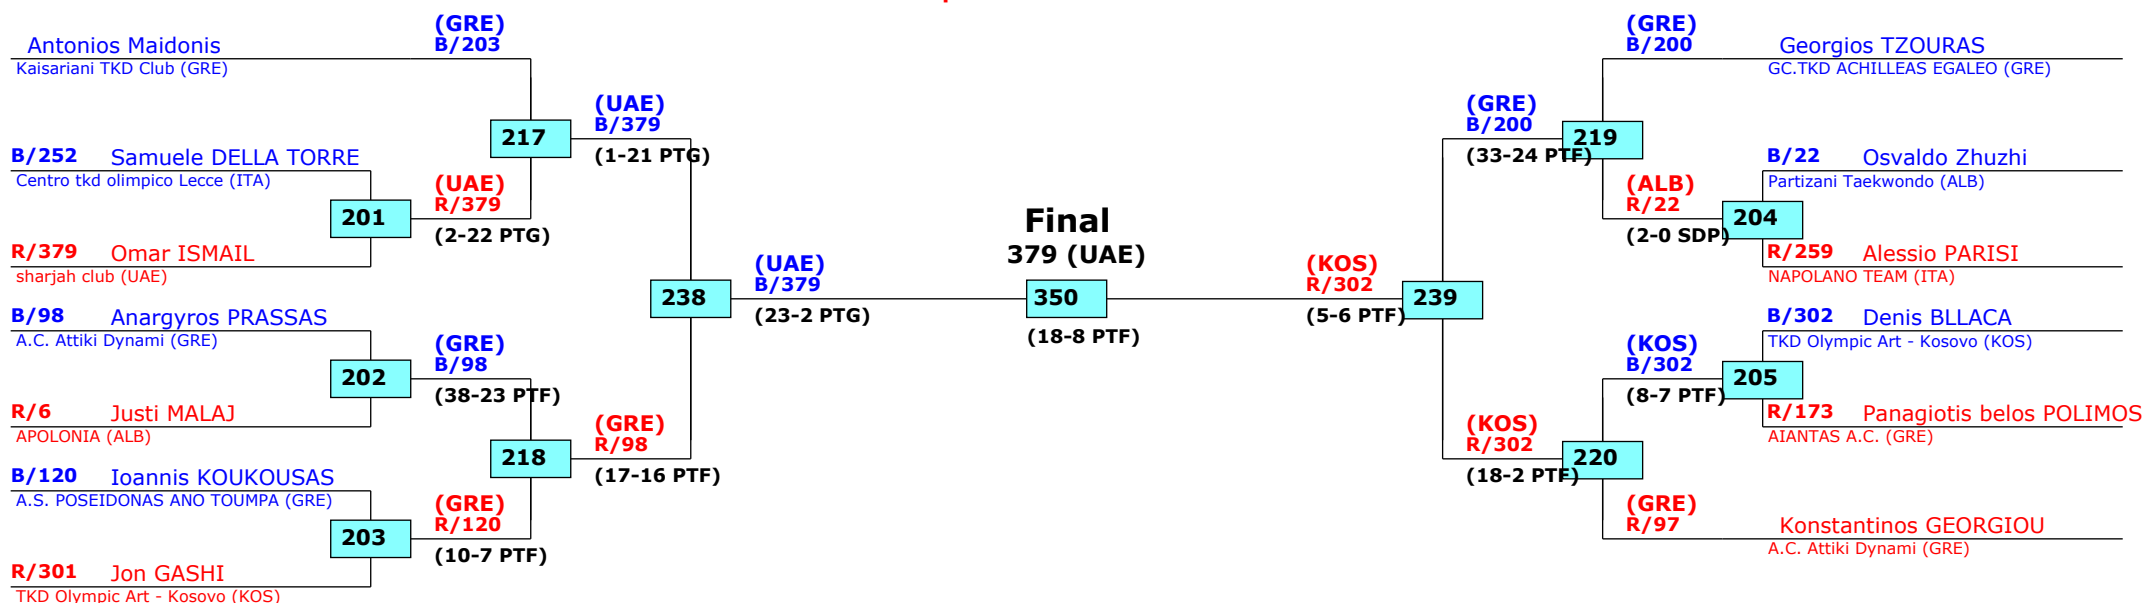 (GRE)
B/203
Antonios Maidonis
Kaisariani TKD Club (GRE)
B/252 Samuele DELLA TORRE
Centro tkd olimpico Lecce (ITA)
201
R/379 Omar ISMAIL
sharjah club (UAE)
(UAE)
R/379
(2-22 PTG)
217
(UAE)
B/379
(1-21 PTG)
B/98 Anargyros PRASSAS
A.C. Attiki Dynami (GRE)
202
R/6 Justi MALAJ
APOLONIA (ALB)
(GRE)
B/98
(38-23 PTF)
218
(GRE)
R/98
(17-16 PTF)
B/120 Ioannis KOUKOUSAS
A.S. POSEIDONAS ANO TOUMPA (GRE)
203
R/301 Jon GASHI
TKD Olympic Art - Kosovo (KOS)
(GRE)
R/120
(10-7 PTF)
238
(UAE)
B/379
(23-2 PTG)
Final
379 (UAE)
350
(18-8 PTF)
(KOS)
R/302
(5-6 PTF)
239
(GRE)
B/200
(33-24 PTF)
219
(GRE)
B/200
Georgios TZOURAS
GC.TKD ACHILLEAS EGALEO (GRE)
(ALB)
R/22
(2-0 SDP)
204
B/22 Osvaldo Zhuzhi
Partizani Taekwondo (ALB)
R/259 Alessio PARISI
NAPOLANO TEAM (ITA)
(KOS)
R/302
(18-2 PTF)
220
(KOS)
B/302
(8-7 PTF)
205
B/302 Denis BLLACA
TKD Olympic Art - Kosovo (KOS)
R/173 Panagiotis belos POLIMOS
AIANTAS A.C. (GRE)
(GRE)
R/97
Konstantinos GEORGIOU
A.C. Attiki Dynami (GRE)